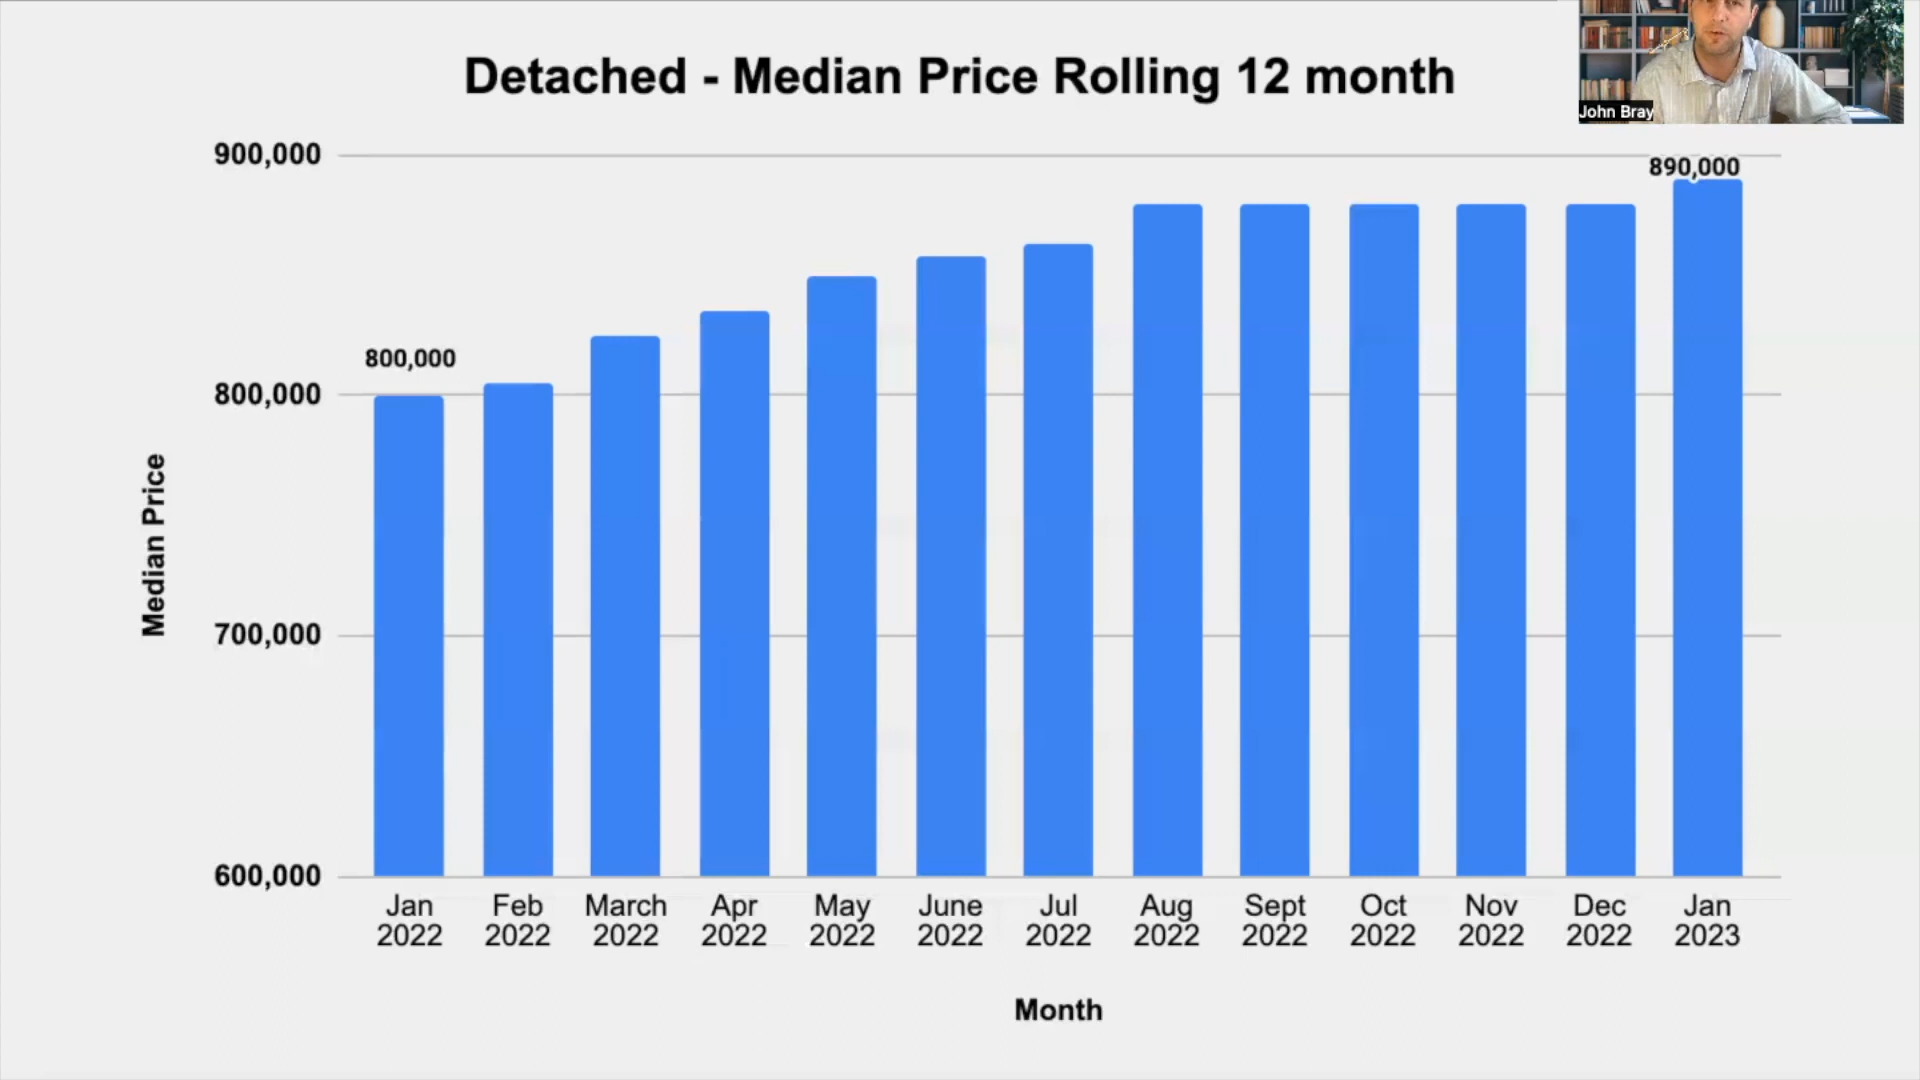 Detached - Median Price Rolling 12 month
John Bray
900,000
890,000
800,000
800,000
700,000
600,000
Median Price
Jan 2022
Feb 2022
March 2022
Apr 2022
May 2022
June 2022
Jul 2022
Aug 2022
Sept 2022
Oct 2022
Nov 2022
Dec 2022
Jan 2023
Month